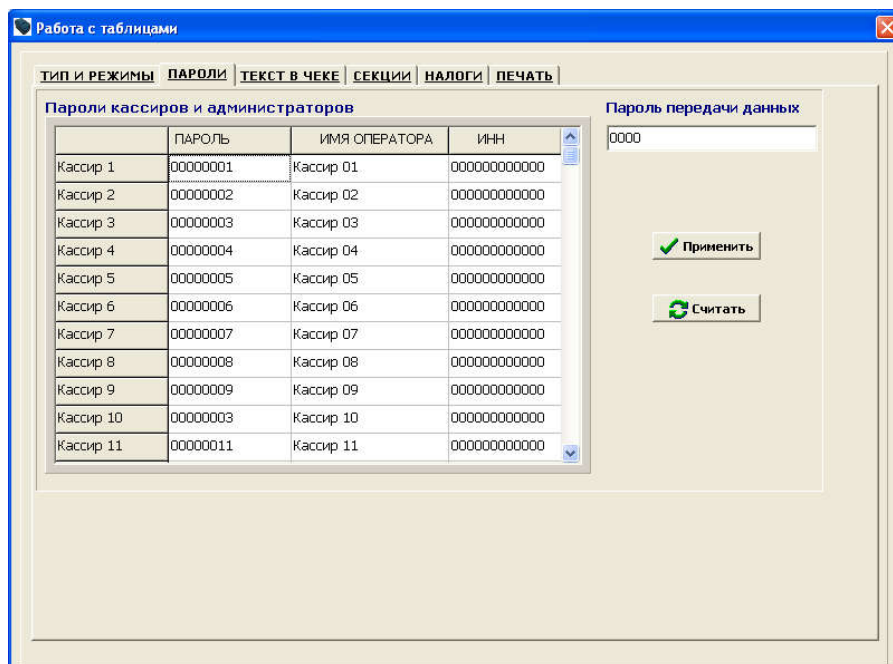 Работа с таблицами
ТИП И РЕЖИМЫ ПАРОЛИ ТЕКСТ В ЧЕКЕ СЕКЦИИ НАЛОГИ ПЕЧАТЬ
Пароли кассиров и администраторов Пароль передачи данных
ПАРОЛЬ ИМЯ ОПЕРАТОРА ИНН 0000
Кассир 1 00000001 Кассир 01 000000000000
Кассир 2 00000002 Кассир 02 000000000000
Кассир 3 00000003 Кассир 03 000000000000
Кассир 4 00000004 Кассир 04 000000000000 Применить
Кассир 5 00000005 Кассир 05 000000000000
Кассир 6 00000006 Кассир 06 000000000000 Считать
Кассир 7 00000007 Кассир 07 000000000000
Кассир 8 00000008 Кассир 08 000000000000
Кассир 9 00000009 Кассир 09 000000000000
Кассир 10 00000003 Кассир 10 000000000000
Кассир 11 00000011 Кассир 11 000000000000